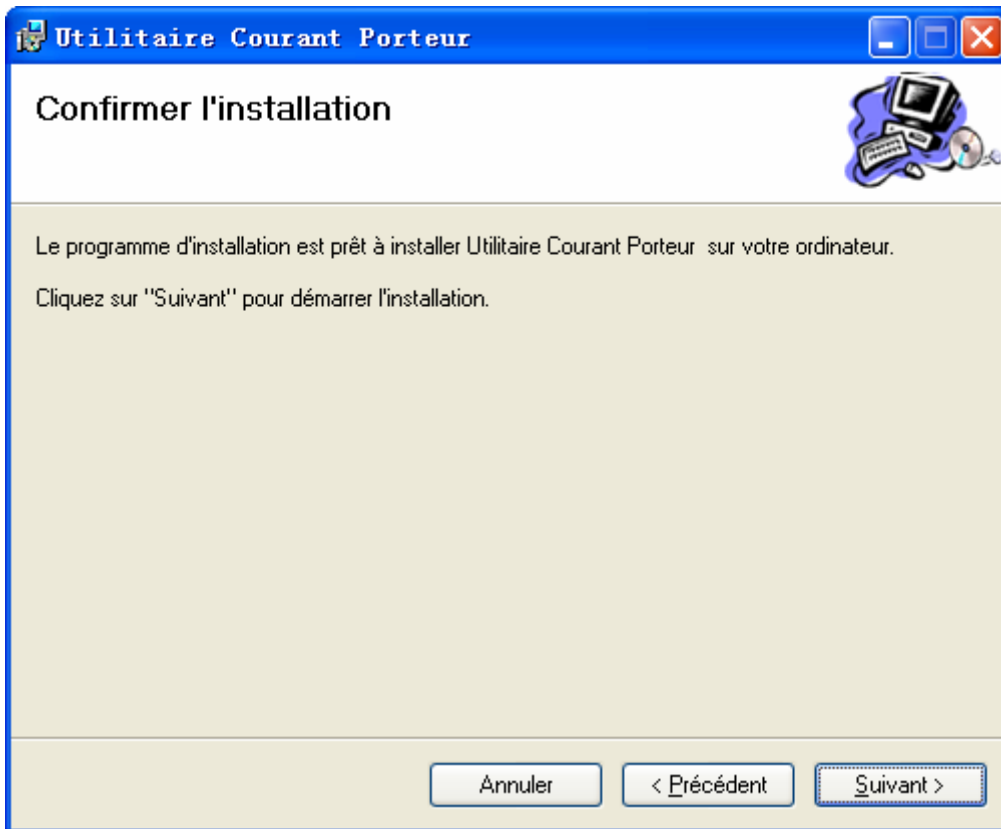 Utilitaire Courant Porteur
Confirmer l'installation
Le programme d'installation est prêt à installer Utilitaire Courant Porteur  sur votre ordinateur.
Cliquez sur "Suivant" pour démarrer l'installation.
Annuler
< Précédent
Suivant >